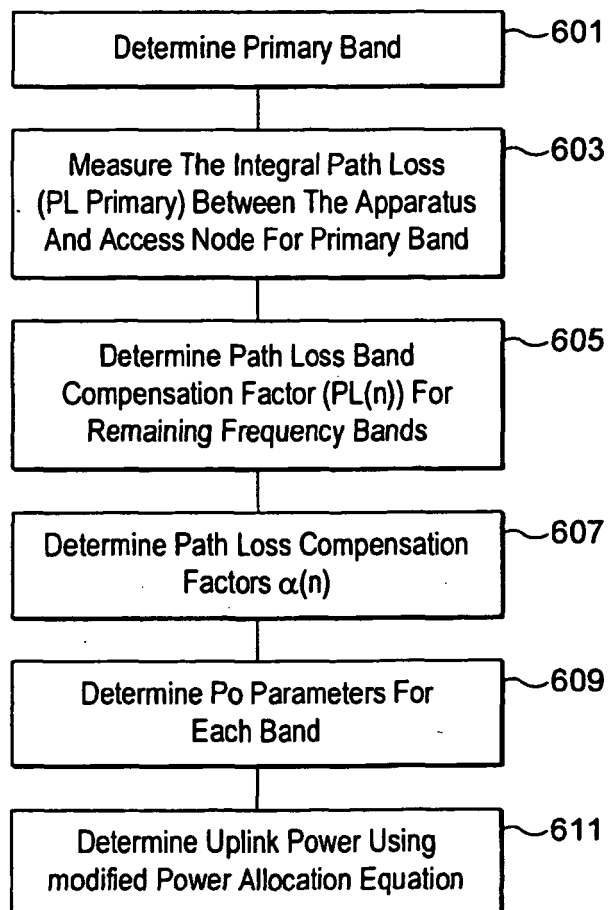 Determine Primary Band
601
Measure The Integral Path Loss
(PL Primary) Between The Apparatus
And Access Node For Primary Band
603
Determine Path Loss Band
Compensation Factor (PL(n)) For
Remaining Frequency Bands
605
Determine Path Loss Compensation
Factors α(n)
607
Determine Po Parameters For
Each Band
609
Determine Uplink Power Using
modified Power Allocation Equation
611